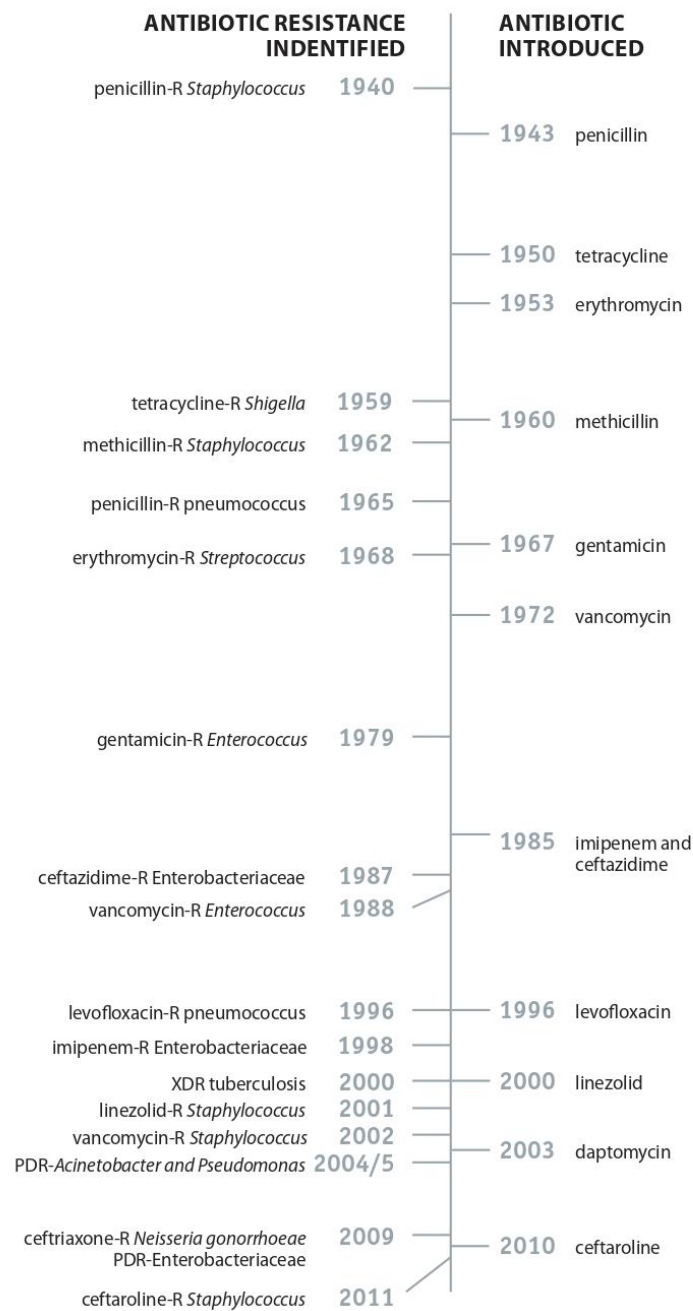 ANTIBIOTIC RESISTANCE
INDENTIFIED
ANTIBIOTIC
INTRODUCED
penicillin-R Staphylococcus 1940
1943 penicillin
1950 tetracycline
1953 erythromycin
tetracycline-R Shigella 1959
1960 methicillin
methicillin-R Staphylococcus 1962
penicillin-R pneumococcus 1965
1967 gentamicin
erythromycin-R Streptococcus 1968
1972 vancomycin
gentamicin-R Enterococcus 1979
1985 imipenem and
ceftazidime
ceftazidime-R Enterobacteriaceae 1987
vancomycin-R Enterococcus 1988
levofloxacin-R pneumococcus 1996
1996 levofloxacin
imipenem-R Enterobacteriaceae 1998
XDR tuberculosis 2000
2000 linezolid
linezolid-R Staphylococcus 2001
vancomycin-R Staphylococcus 2002
2003 daptomycin
PDR-Acinetobacter and Pseudomonas 2004/5
ceftriaxone-R Neisseria gonorrhoeae 2009
PDR-Enterobacteriaceae
2010 ceftaroline
ceftaroline-R Staphylococcus 2011